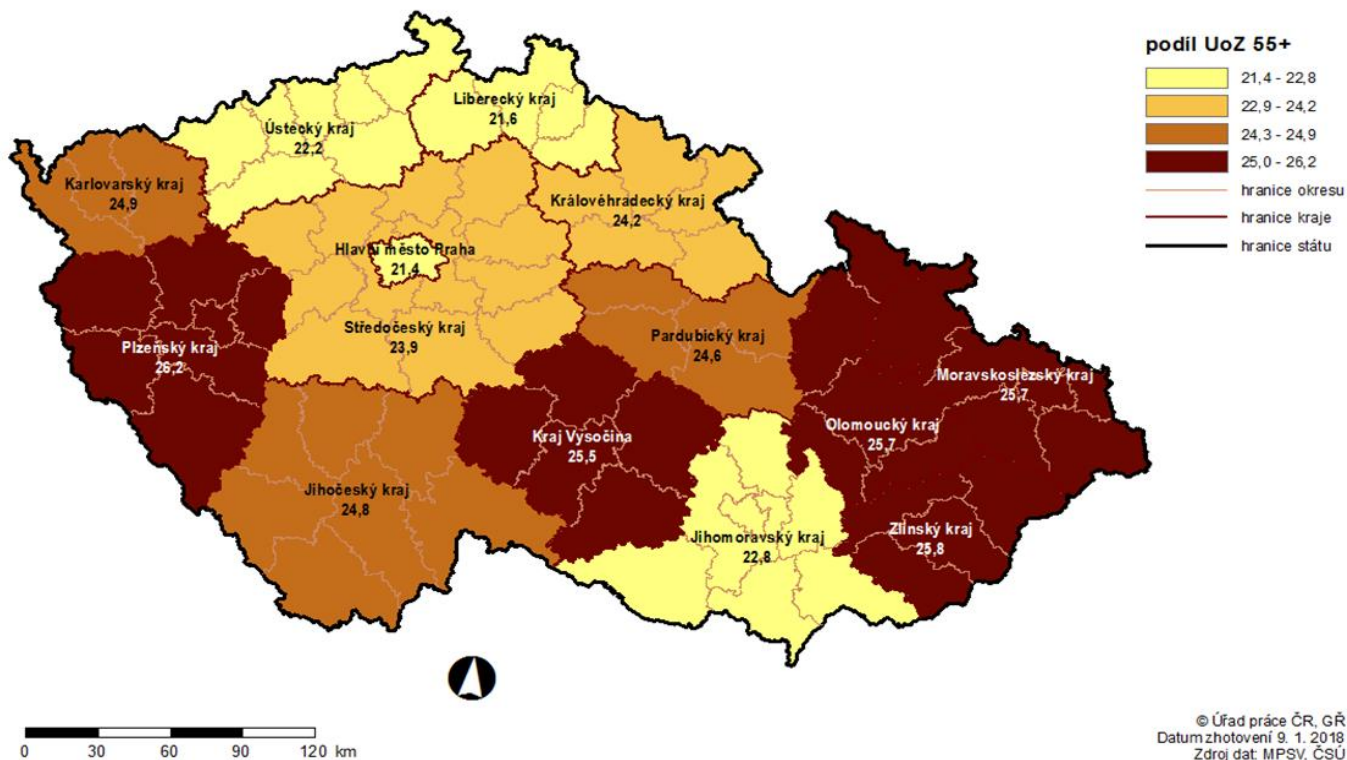 podíl UoZ 55+
21,4 - 22,8
22,9 - 24,2
24,3 - 24,9
25,0 - 26,2
hranice okresu
hranice kraje
hranice státu
Liberecký kraj
21,6
Ústecký kraj
22,2
Karlovarský kraj
24,9
Královéhradecký kraj
24,2
Hlavní město Praha
21,4
Středočeský kraj
23,9
Pardubický kraj
24,6
Plzeňský kraj
26,2
Moravskoslezský kraj
25,7
Olomoucký kraj
25,7
Kraj Vysočina
25,5
Jihočeský kraj
24,8
Jihomoravský kraj
22,8
Zlínský kraj
25,8
0 30 60 90 120 km
© Úřad práce ČR, GŘ
Datum zhotovení 9. 1. 2018
Zdroj dat: MPSV, ČSÚ